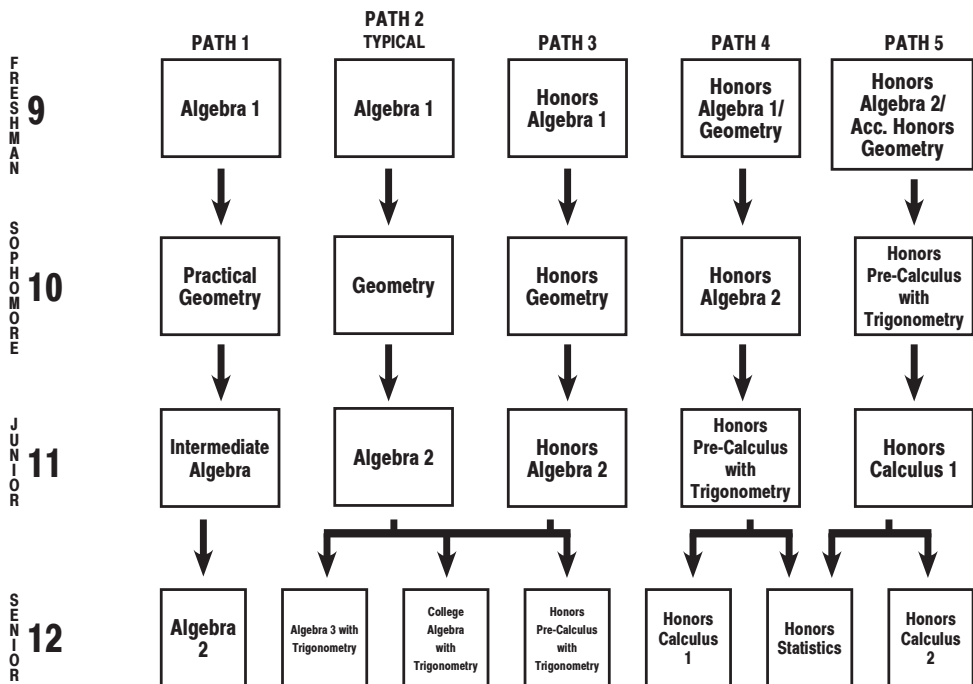 PATH 1
PATH 2
TYPICAL
PATH 3
PATH 4
PATH 5
FRESHMAN
9
Algebra 1
Algebra 1
Honors
Algebra 1
Honors
Algebra 1/
Geometry
Honors
Algebra 2/
Acc. Honors
Geometry
SOPHOMORE
10
Practical
Geometry
Geometry
Honors
Geometry
Honors
Algebra 2
Honors
Pre-Calculus
with
Trigonometry
JUNIOR
11
Intermediate
Algebra
Algebra 2
Honors
Algebra 2
Honors
Pre-Calculus
with
Trigonometry
Honors
Calculus 1
SENIOR
12
Algebra
2
Algebra 3 with
Trigonometry
College
Algebra
with
Trigonometry
Honors
Pre-Calculus
with
Trigonometry
Honors
Calculus
1
Honors
Statistics
Honors
Calculus
2